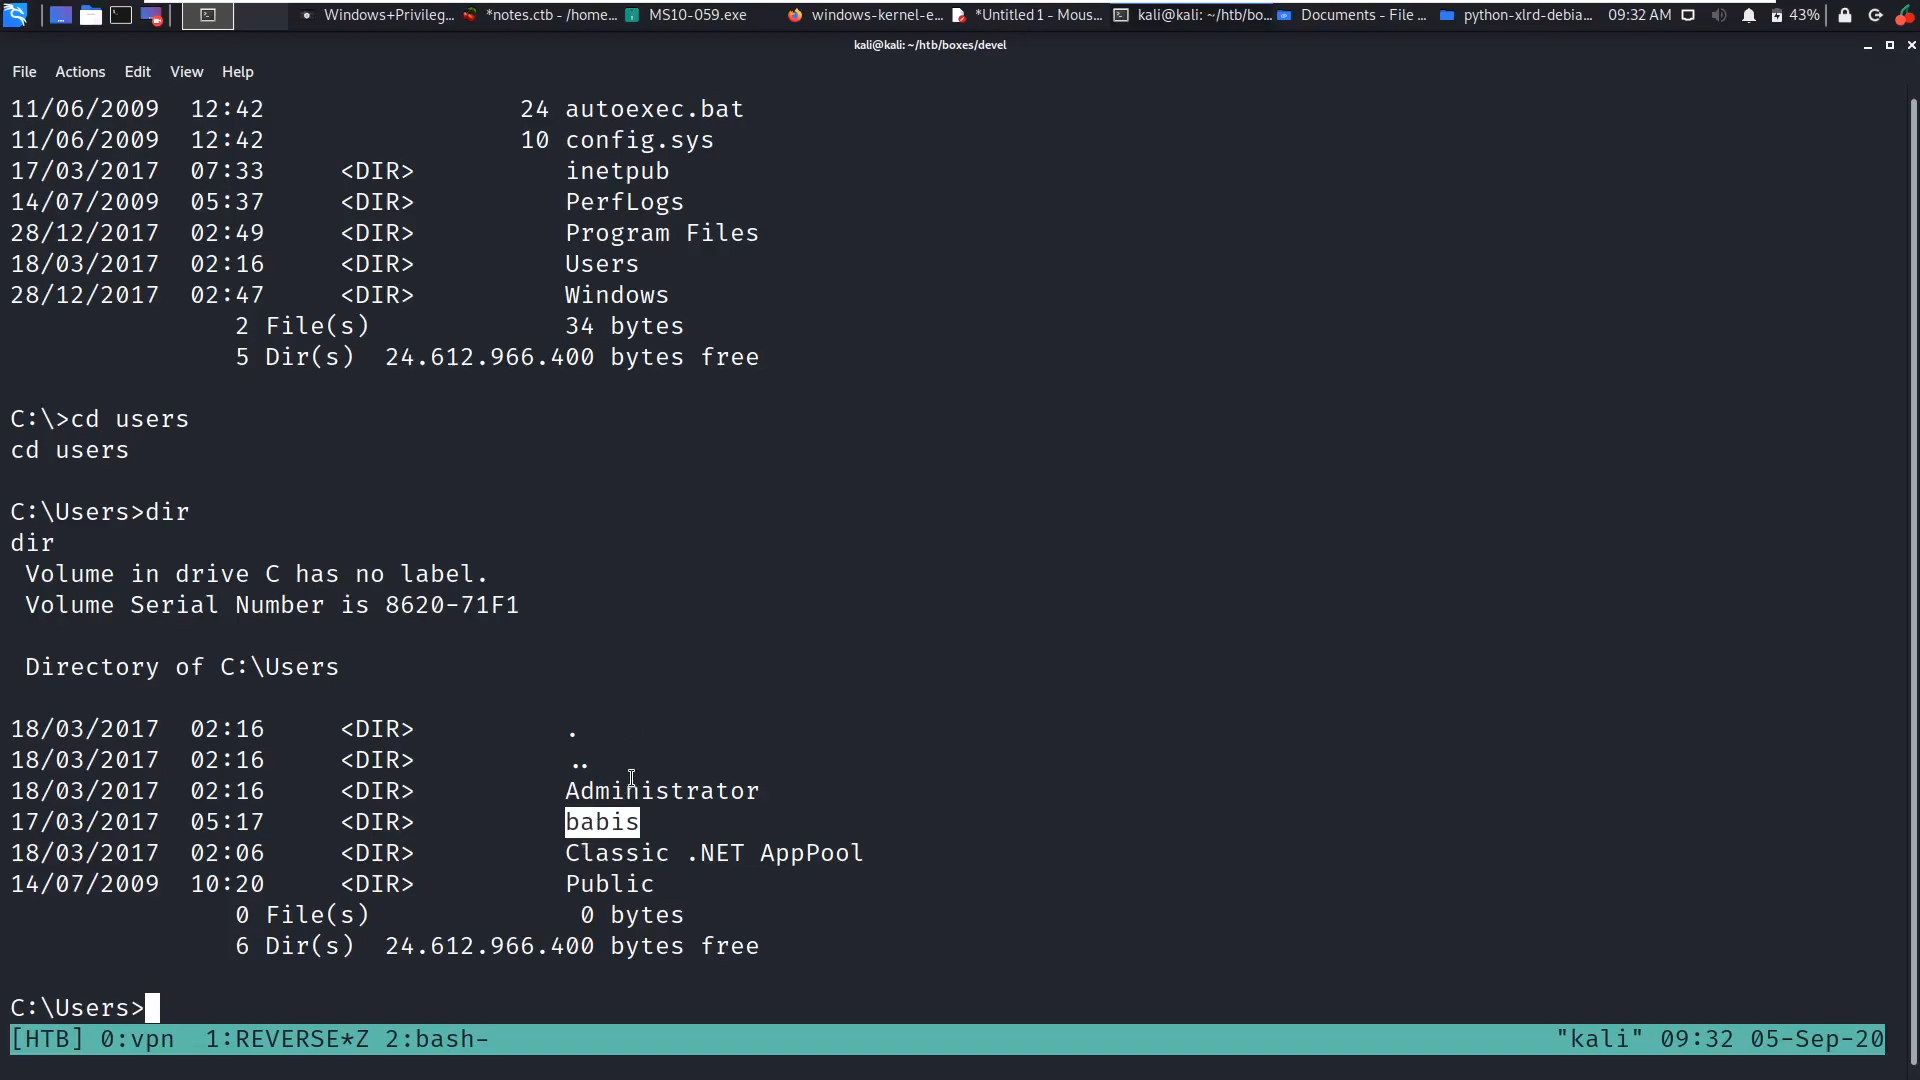 Windows+Privileg... *notes.ctb - /home... MS10-059.exe windows-kernel-e... *Untitled 1 - Mous... kali@kali: ~/htb/bo... Documents - File ... python-xlrd-debia... 09:32 AM 43%
kali@kali: ~/htb/boxes/devel
File Actions Edit View Help
11/06/2009 12:42 24 autoexec.bat
11/06/2009 12:42 10 config.sys
17/03/2017 07:33 <DIR> inetpub
14/07/2009 05:37 <DIR> PerfLogs
28/12/2017 02:49 <DIR> Program Files
18/03/2017 02:16 <DIR> Users
28/12/2017 02:47 <DIR> Windows
2 File(s) 34 bytes
5 Dir(s) 24.612.966.400 bytes free
C:\>cd users
cd users
C:\Users>dir
dir
Volume in drive C has no label.
Volume Serial Number is 8620-71F1
Directory of C:\Users
18/03/2017 02:16 <DIR> .
18/03/2017 02:16 <DIR> ..
18/03/2017 02:16 <DIR> Administrator
17/03/2017 05:17 <DIR> babis
18/03/2017 02:06 <DIR> Classic .NET AppPool
14/07/2009 10:20 <DIR> Public
0 File(s) 0 bytes
6 Dir(s) 24.612.966.400 bytes free
C:\Users>
[HTB] 0:vpn 1:REVERSE*Z 2:bash- "kali" 09:32 05-Sep-20